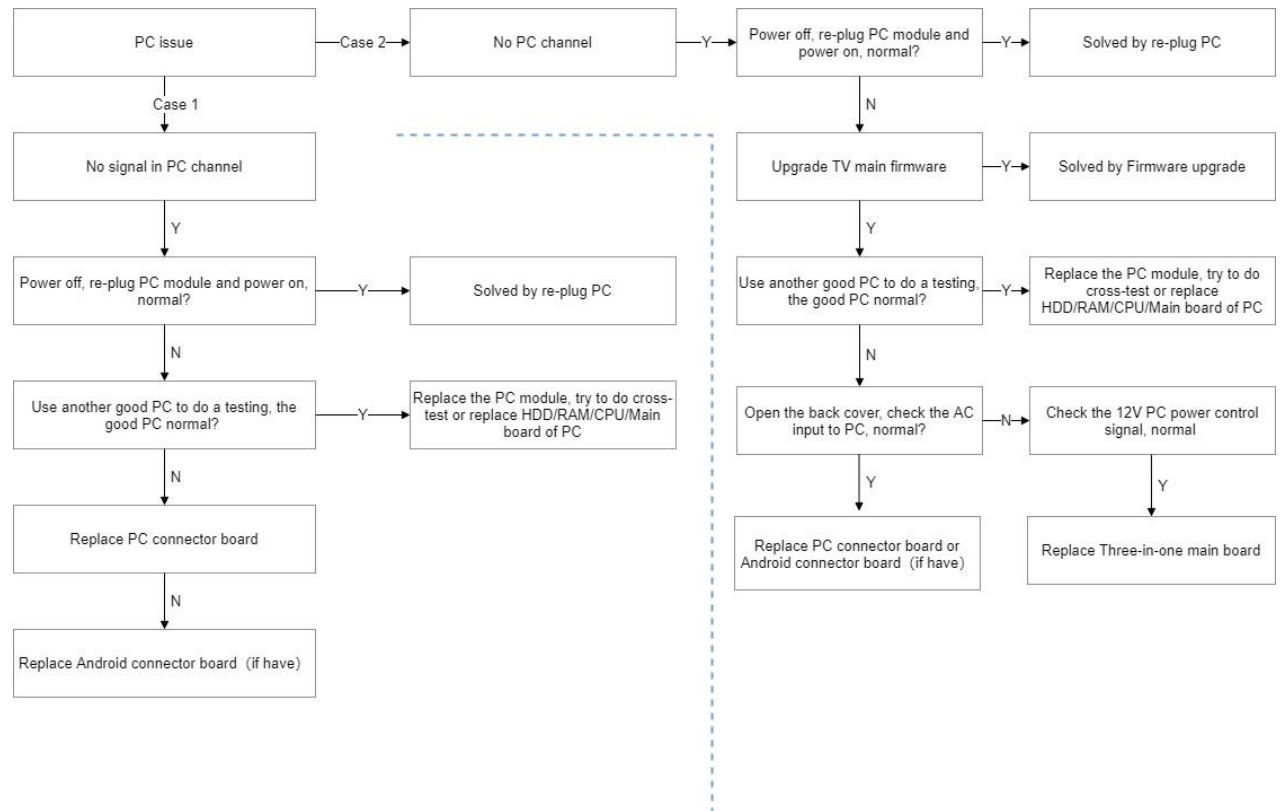 PC issue
Case 2
No PC channel
Y
Power off, re-plug PC module and
power on, normal?
Y
Solved by re-plug PC
Case 1
N
No signal in PC channel
Upgrade TV main firmware
Y
Solved by Firmware upgrade
Y
Y
Power off, re-plug PC module and power on,
normal?
Y
Solved by re-plug PC
Use another good PC to do a testing,
the good PC normal?
Y
Replace the PC module, try to do
cross-test or replace
HDD/RAM/CPU/Main board of PC
N
N
Use another good PC to do a testing, the
good PC normal?
Y
Replace the PC module, try to do cross-
test or replace HDD/RAM/CPU/Main
board of PC
Open the back cover, check the AC
input to PC, normal?
N
Check the 12V PC power control
signal, normal
N
Y
Y
Replace PC connector board
Replace PC connector board or
Android connector board（if have）
Replace Three-in-one main board
N
Replace Android connector board（if have）